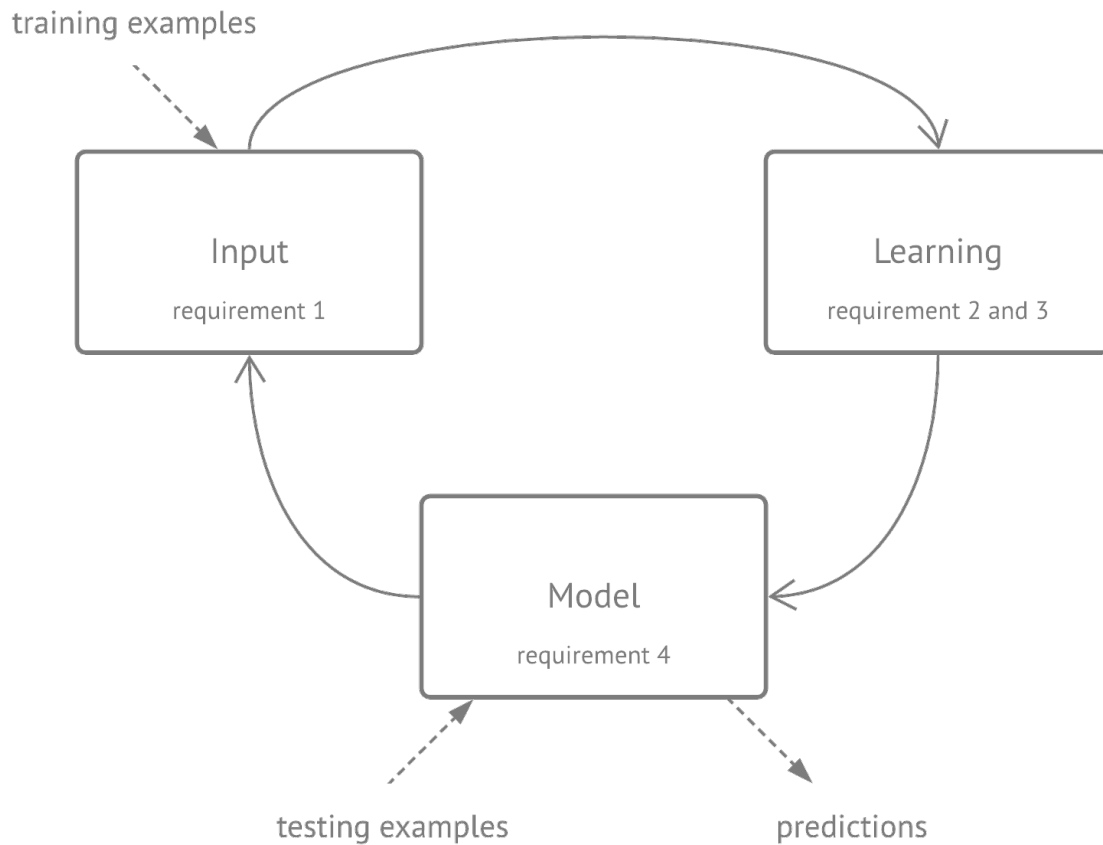 training examples
Input
requirement 1
Learning
requirement 2 and 3
Model
requirement 4
testing examples
predictions